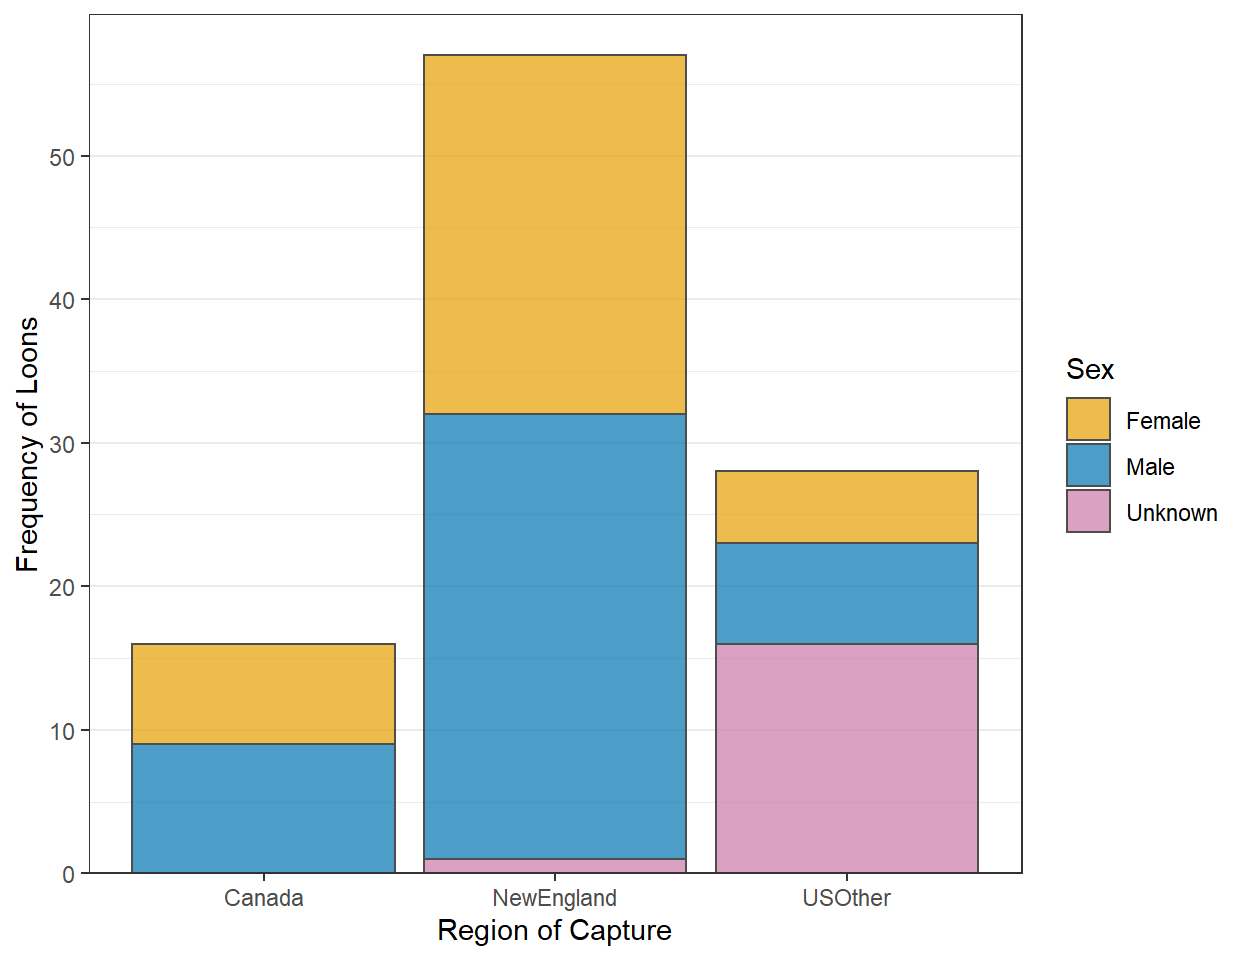 Frequency of Loons
50
40
30
20
10
0
Canada
NewEngland
USOther
Region of Capture
Sex
Female
Male
Unknown